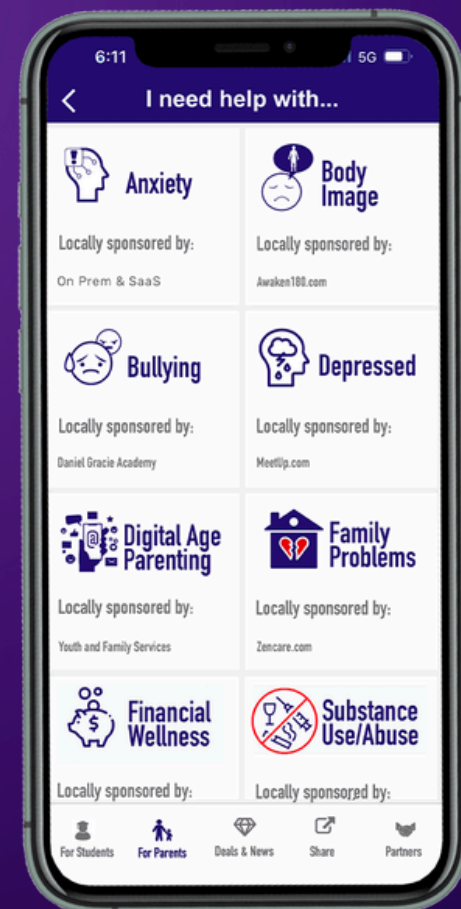 6:11
5G
I need help with...
Anxiety
Locally sponsored by:
On Prem & SaaS
Body
Image
Locally sponsored by:
Awaken180.com
Bullying
Locally sponsored by:
Daniel Gracie Academy
Depressed
Locally sponsored by:
MeetUp.com
Digital Age
Parenting
Locally sponsored by:
Youth and Family Services
Family
Problems
Locally sponsored by:
Zencare.com
Financial
Wellness
Locally sponsored by:
Substance
Use/Abuse
Locally sponsored by:
For Students
For Parents
Deals & News
Share
Partners